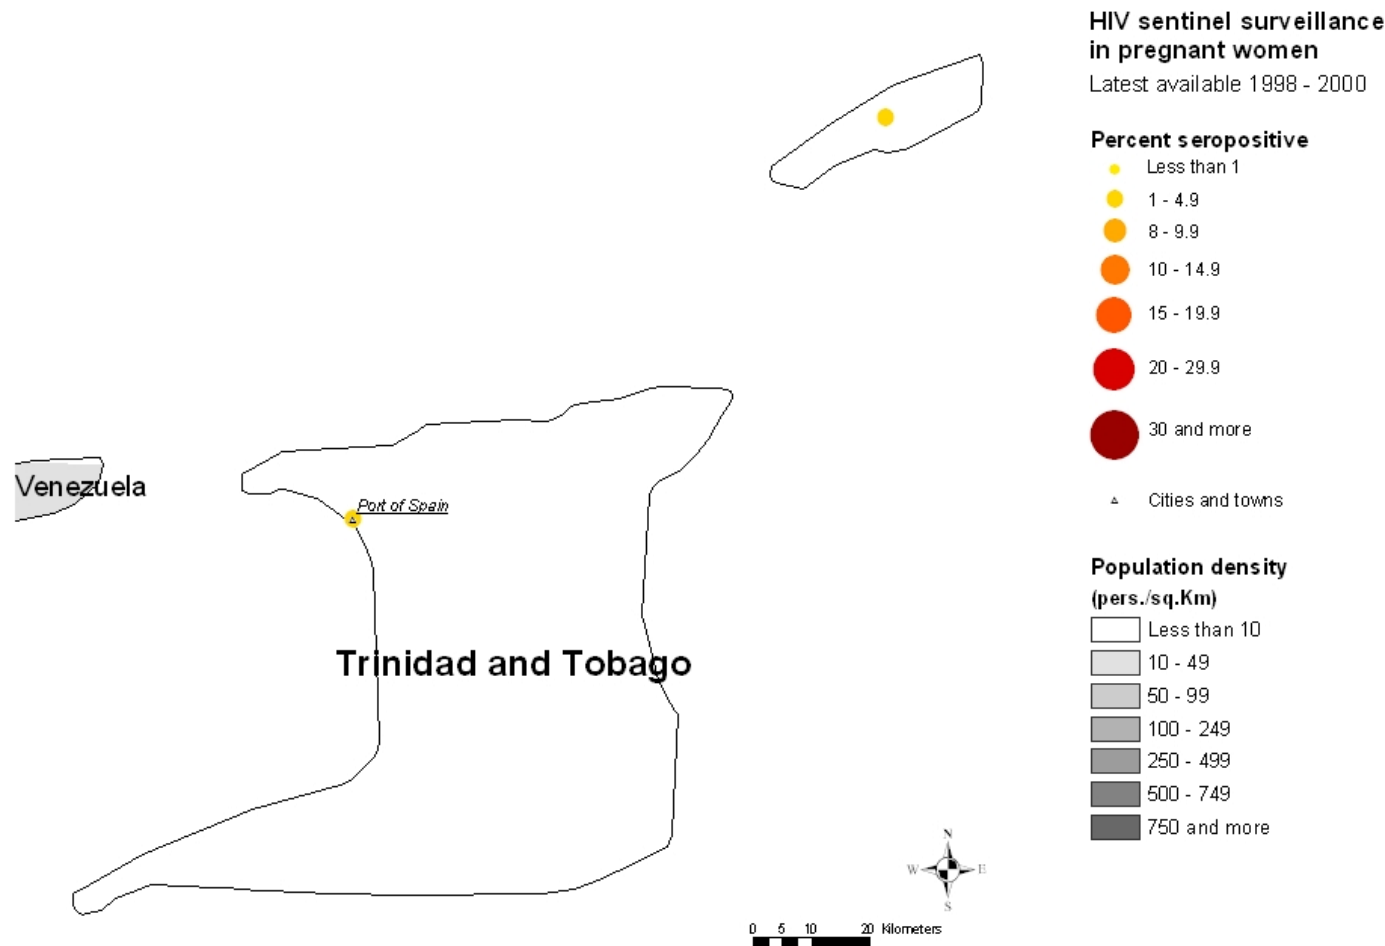 HIV sentinel surveillance
in pregnant women
Latest available 1998 - 2000
Percent seropositive
Less than 1
1 - 4.9
8 - 9.9
10 - 14.9
15 - 19.9
20 - 29.9
30 and more
Cities and towns
Population density
(pers./sq.Km)
Less than 10
10 - 49
50 - 99
100 - 249
250 - 499
500 - 749
750 and more
Venezuela
Port of Spain
Trinidad and Tobago
N
W E
S
0 5 10 20 Kilometers